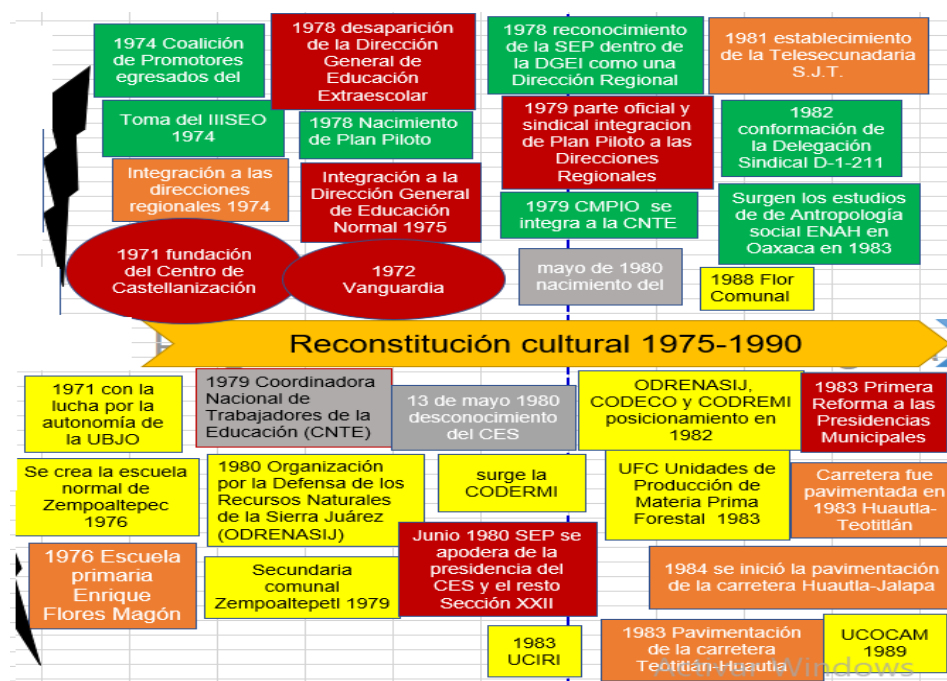 1974 Coalición
de Promotores
egresados del
1978 desaparición
de la Dirección
General de
Educación
Extraescolar
1978 reconocimiento
de la SEP dentro de
la DGEI como una
Dirección Regional
1981 establecimiento
de la Telesecunadaria
S.J.T.
Toma del IIISEO
1974
1978 Nacimiento
de Plan Piloto
1979 parte oficial y
sindical integracion
de Plan Piloto a las
Direcciones
Regionales
1982
conformación de
la Delegación
Sindical D-1-211
Integración a las
direcciones
regionales 1974
Integración a la
Dirección General
de Educación
Normal 1975
1979 CMPIO se
integra a la CNTE
Surgen los estudios
de de Antropología
social ENAH en
Oaxaca en 1983
1971 fundación
del Centro de
Castellanización
1972
Vanguardia
mayo de 1980
nacimiento del
1988 Flor
Comunal
Reconstitución cultural 1975-1990
1971 con la
lucha por la
autonomía de
la UBJO
1979 Coordinadora
Nacional de
Trabajadores de la
Educación (CNTE)
13 de mayo 1980
desconocimiento
del CES
ODRENASIJ,
CODECO y CODREMI
posicionamiento en
1982
1983 Primera
Reforma a las
Presidencias
Municipales
Se crea la escuela
normal de
Zempoaltepec
1976
1980 Organización
por la Defensa de los
Recursos Naturales
de la Sierra Juárez
(ODRENASIJ)
surge la
CODERMI
UFC Unidades de
Producción de
Materia Prima
Forestal 1983
Carretera fue
pavimentada en
1983 Huautla-
Teotitlán
1976 Escuela
primaria
Enrique
Flores Magón
Secundaria
comunal
Zempoaltepetl 1979
Junio 1980 SEP se
apodera de la
presidencia del
CES y el resto
Sección XXII
1984 se inició la pavimentación
de la carretera Huautla-Jalapa
1983
UCIRI
1983 Pavimentación
de la carretera
Teotitlán-Huautla
UCOCAM
1989
Activar Windows